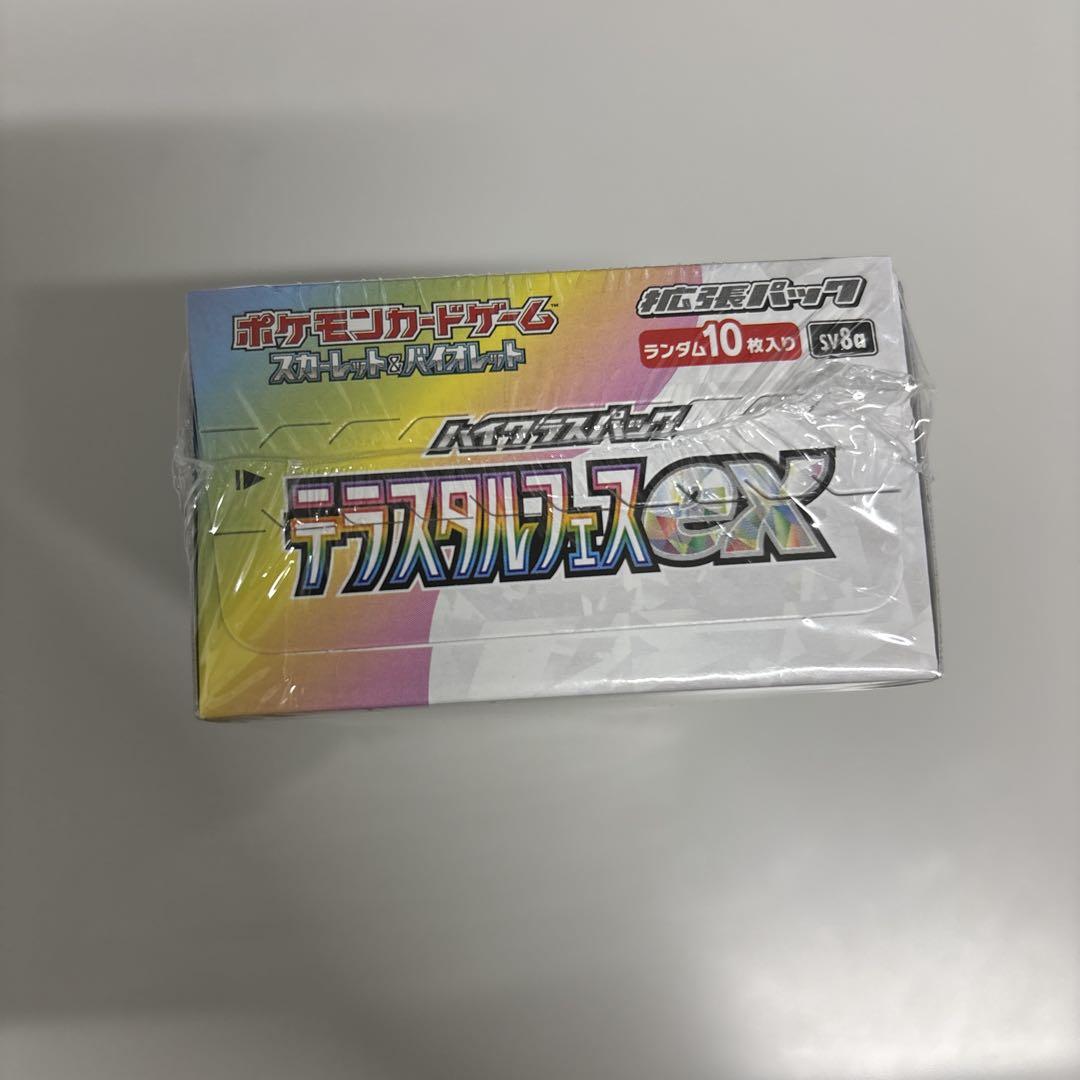 ポケモンカードゲーム™
スカーレット&バイオレット
拡張パック
ランダム10枚入り
sv8a
ハイクラスパック
テラスタルフェスex